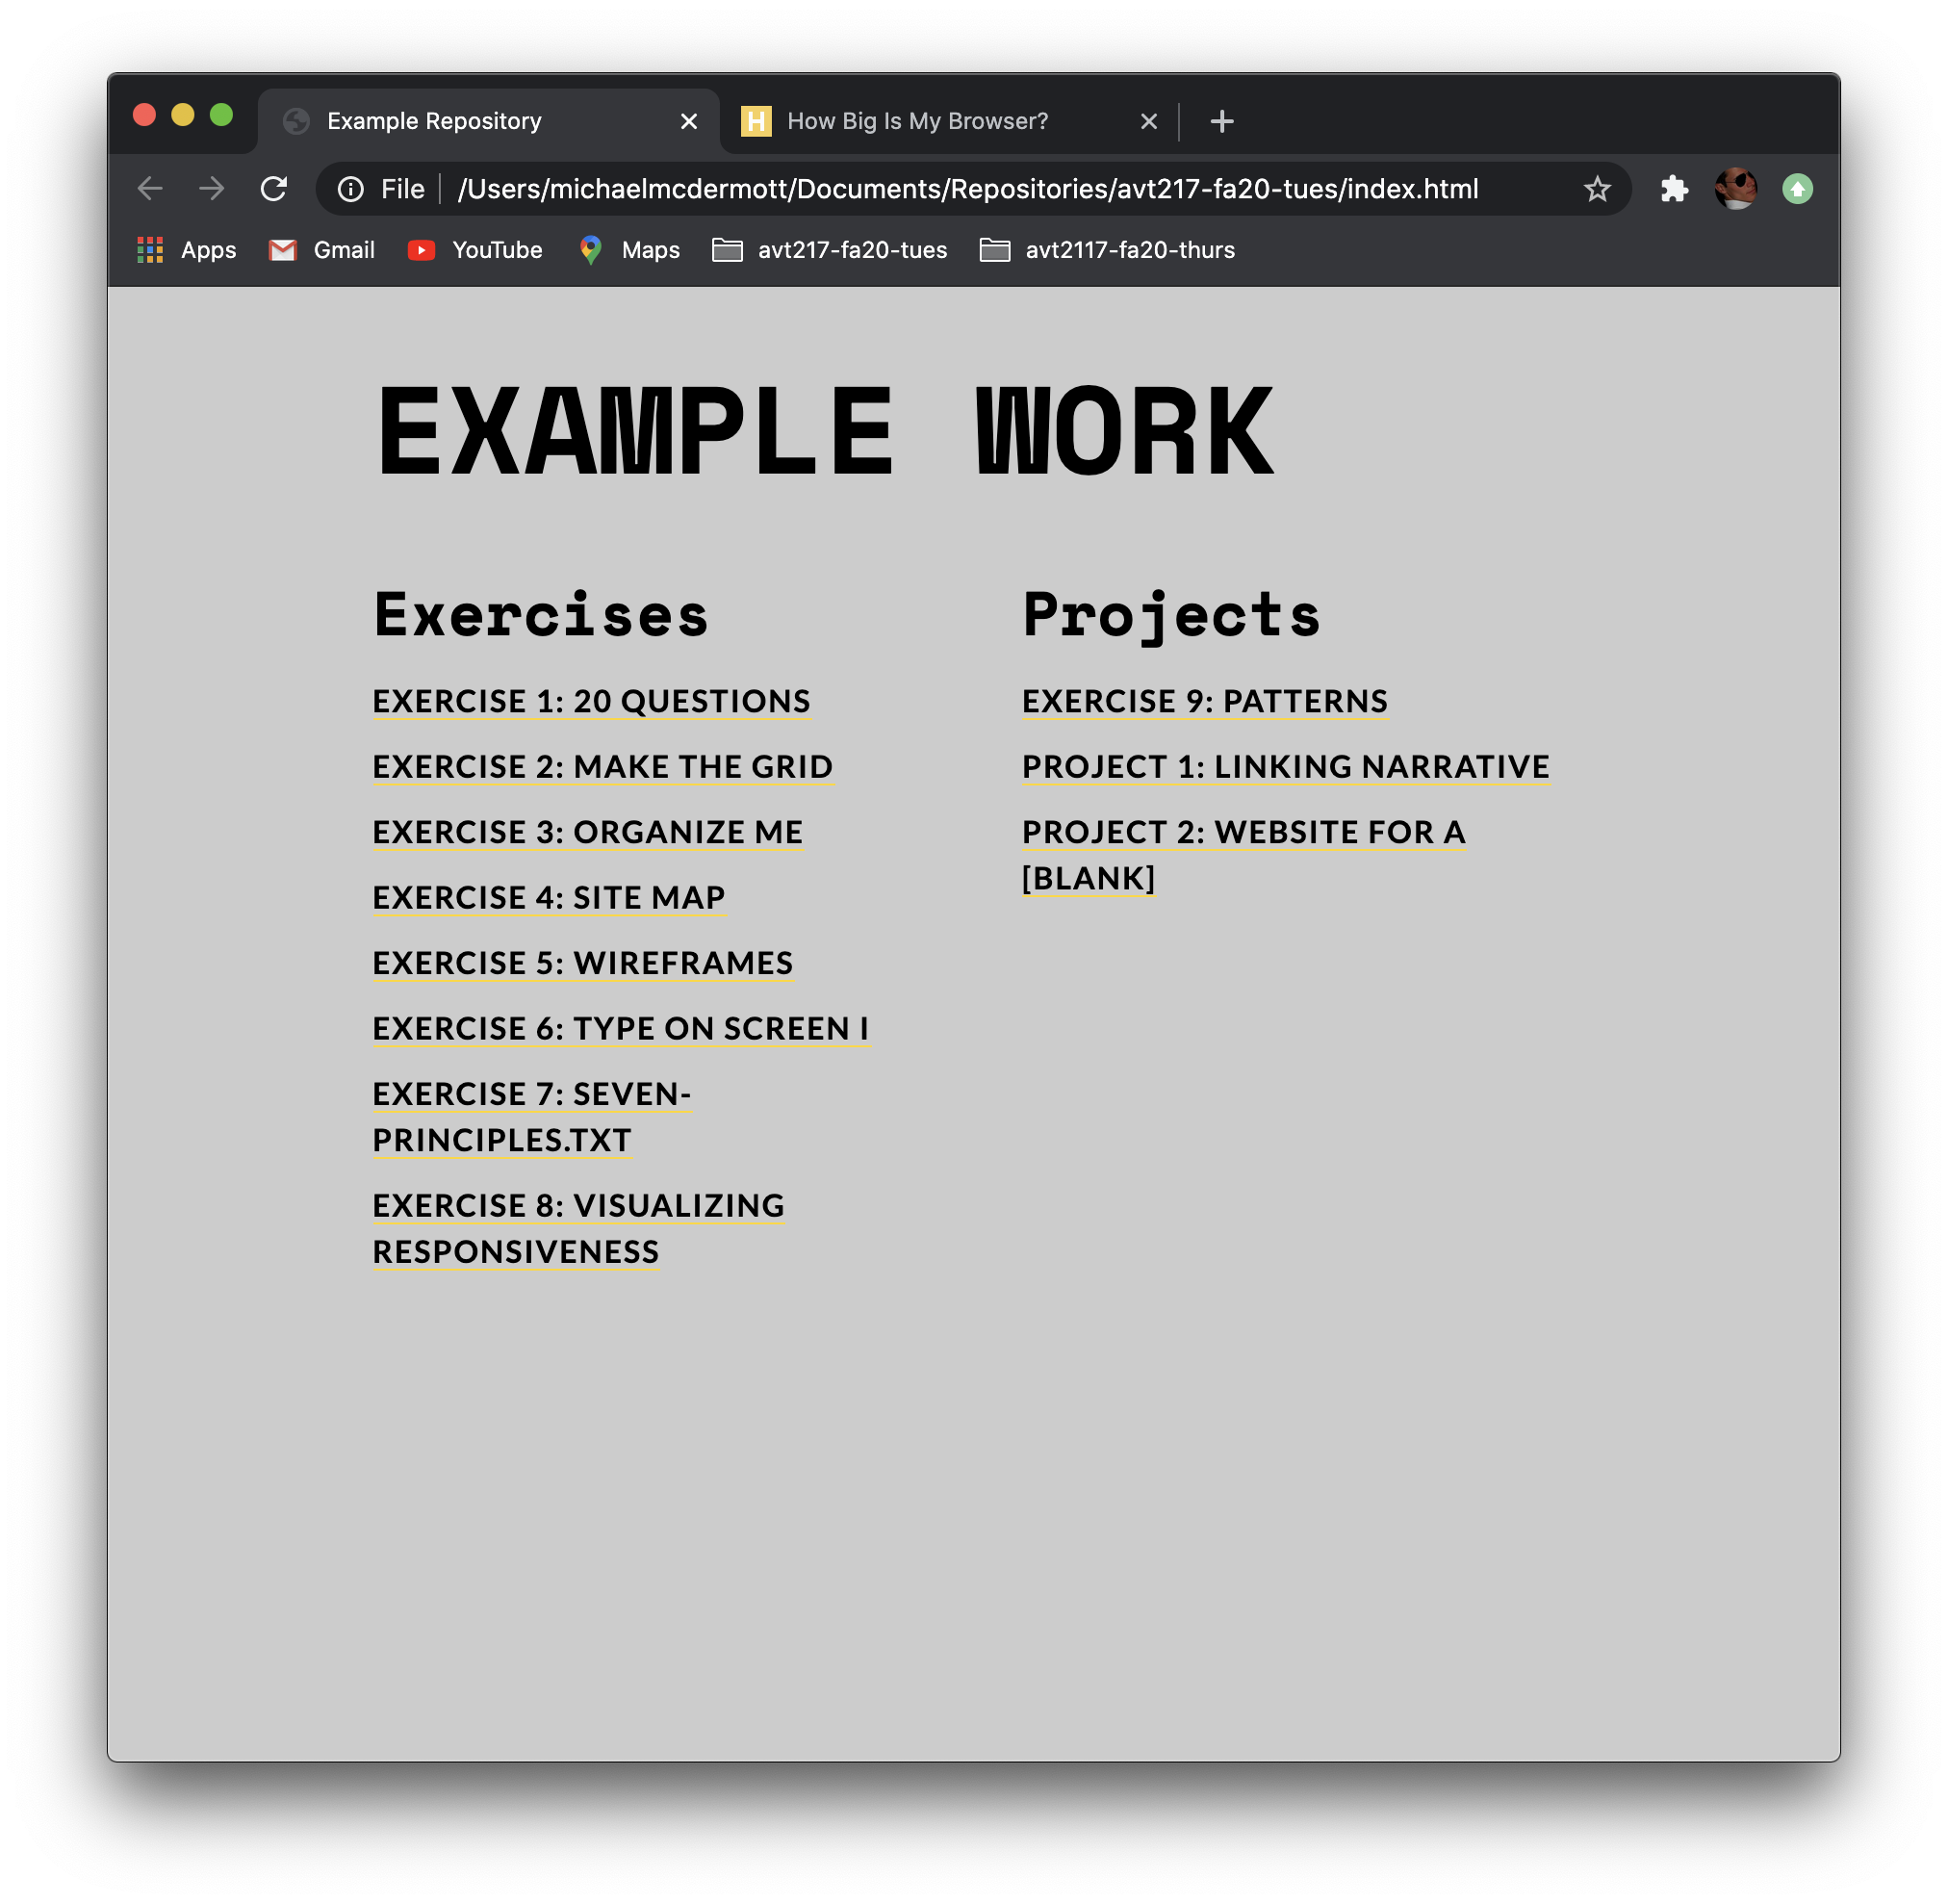 Example Repository
H How Big Is My Browser?
File /Users/michaelmcdermott/Documents/Repositories/avt217-fa20-tues/index.html
Apps Gmail YouTube Maps avt217-fa20-tues avt2117-fa20-thurs
EXAMPLE WORK
Exercises
EXERCISE 1: 20 QUESTIONS
EXERCISE 2: MAKE THE GRID
EXERCISE 3: ORGANIZE ME
EXERCISE 4: SITE MAP
EXERCISE 5: WIREFRAMES
EXERCISE 6: TYPE ON SCREEN I
EXERCISE 7: SEVEN-
PRINCIPLES.TXT
EXERCISE 8: VISUALIZING
RESPONSIVENESS
Projects
EXERCISE 9: PATTERNS
PROJECT 1: LINKING NARRATIVE
PROJECT 2: WEBSITE FOR A
[BLANK]